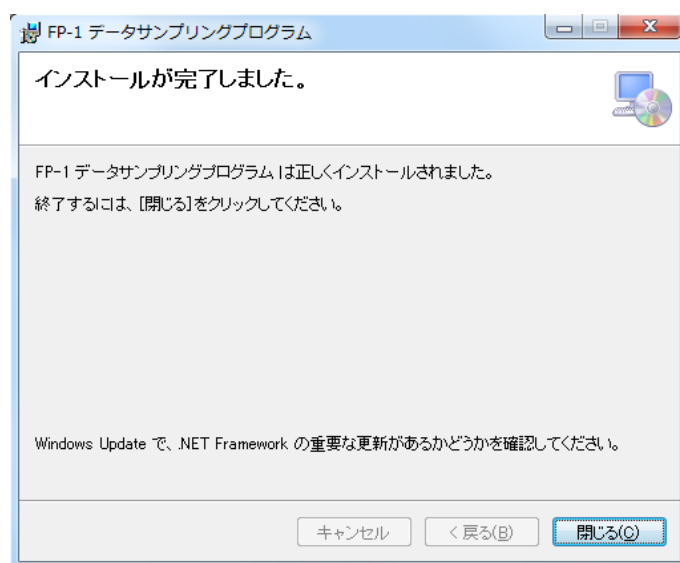 FP-1 データサンプリングプログラム
インストールが完了しました。
FP-1 データサンプリングプログラム は正しくインストールされました。
終了するには、[閉じる]をクリックしてください。
Windows Update で、.NET Framework の重要な更新があるかどうかを確認してください。
キャンセル
< 戻る(B)
閉じる(C)